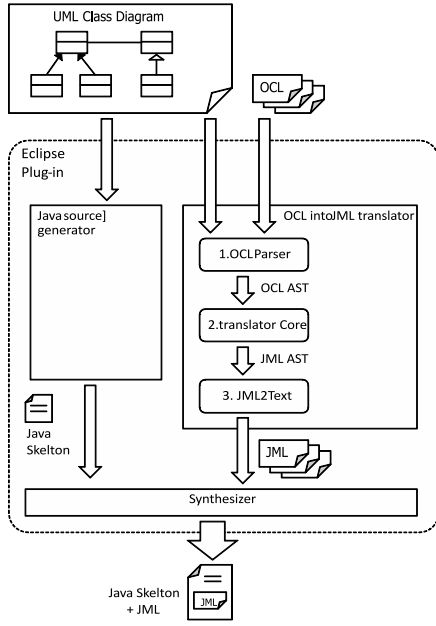 UML Class Diagram
OCL
Eclipse
Plug-in
Java source]
generator
OCL intoJML translator
1.OCLParser
OCL AST
2.translator Core
JML AST
3. JML2Text
Java
Skelton
JML
Synthesizer
Java Skelton
+ JML
JML